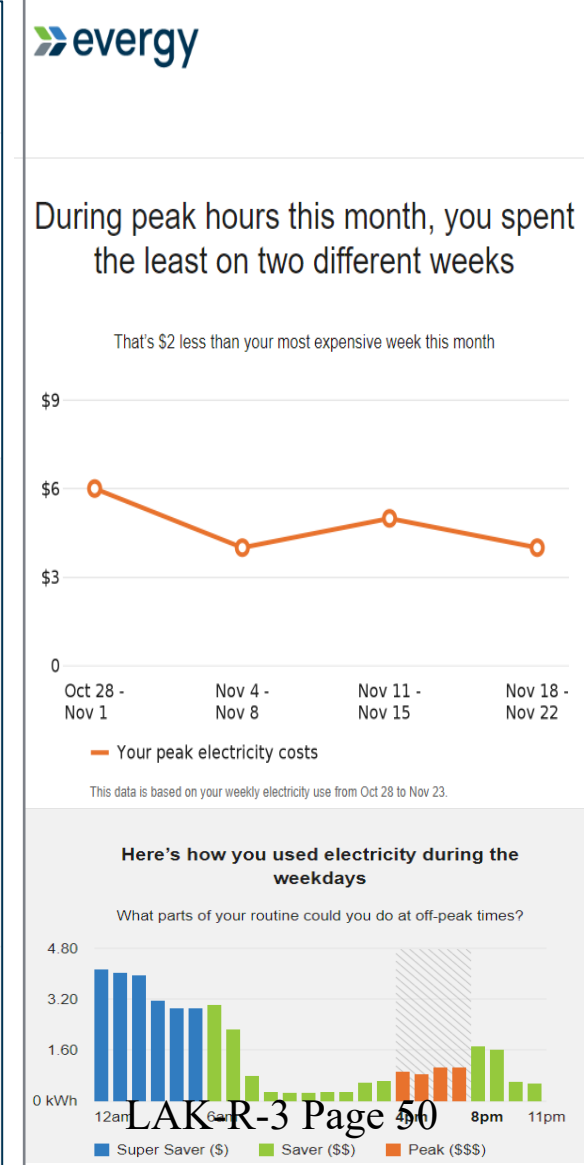 evergy
During peak hours this month, you spent
the least on two different weeks
That's $2 less than your most expensive week this month
$9
$6
$3
0
Oct 28 - Nov 4 - Nov 11 - Nov 18 -
Nov 1 Nov 8 Nov 15 Nov 22
Your peak electricity costs
This data is based on your weekly electricity use from Oct 28 to Nov 23.
Here's how you used electricity during the
weekdays
What parts of your routine could you do at off-peak times?
4.80
3.20
1.60
0 kWh
12am 6am 4pm 8pm 11pm
LAK-R-3 Page 50
Super Saver ($) Saver ($$) Peak ($$$)